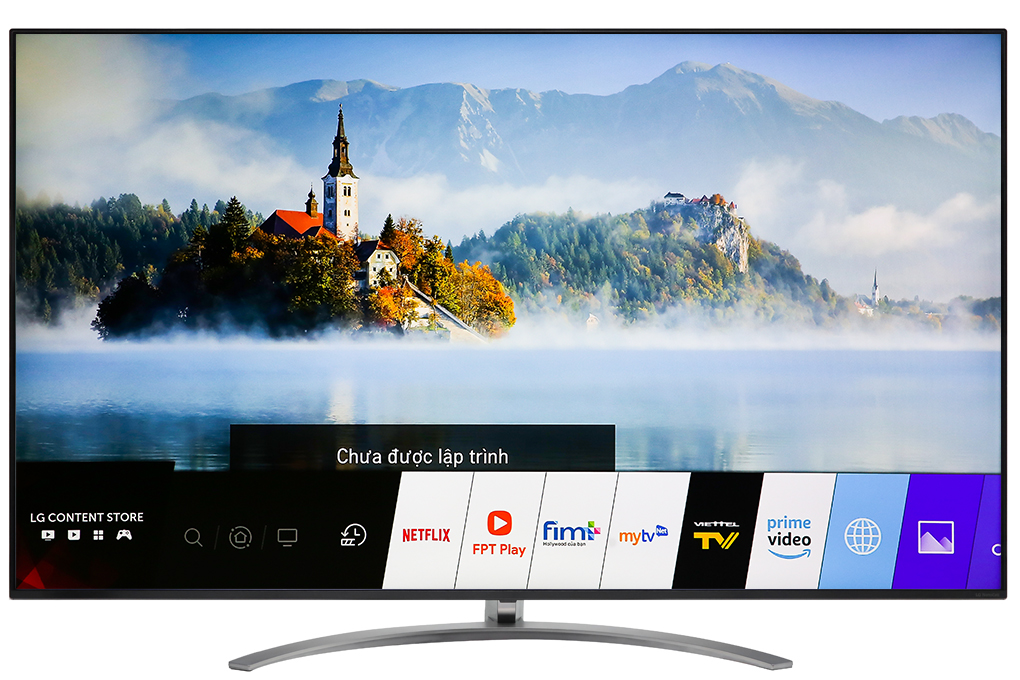 Chưa được lập trình
LG CONTENT STORE
NETFLIX
FPT Play
fim+
Hollywood của bạn
mytv Net
VIETTEL
TV
prime
video